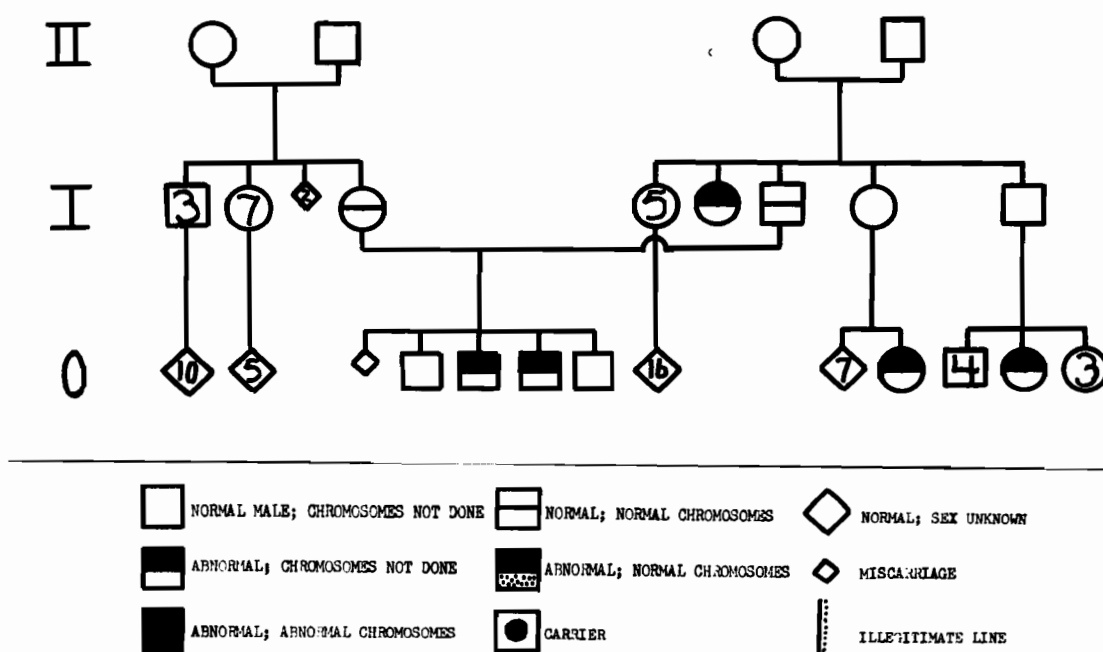 II
I
3 7 2 5
0
10 5 16 7 4 3
NORMAL MALE; CHROMOSOMES NOT DONE
NORMAL; NORMAL CHROMOSOMES
NORMAL; SEX UNKNOWN
ABNORMAL; CHROMOSOMES NOT DONE
ABNORMAL; NORMAL CHROMOSOMES
MISCARRIAGE
ABNORMAL; ABNORMAL CHROMOSOMES
CARRIER
ILLEGITIMATE LINE